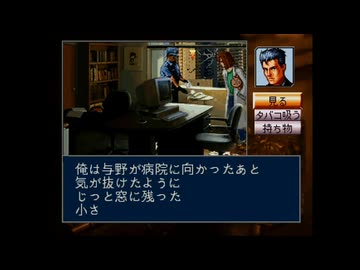 見る
タバコ吸う
持ち物
俺は与野が病院に向かったあと
気が抜けたように
じっと窓に残った
小さ